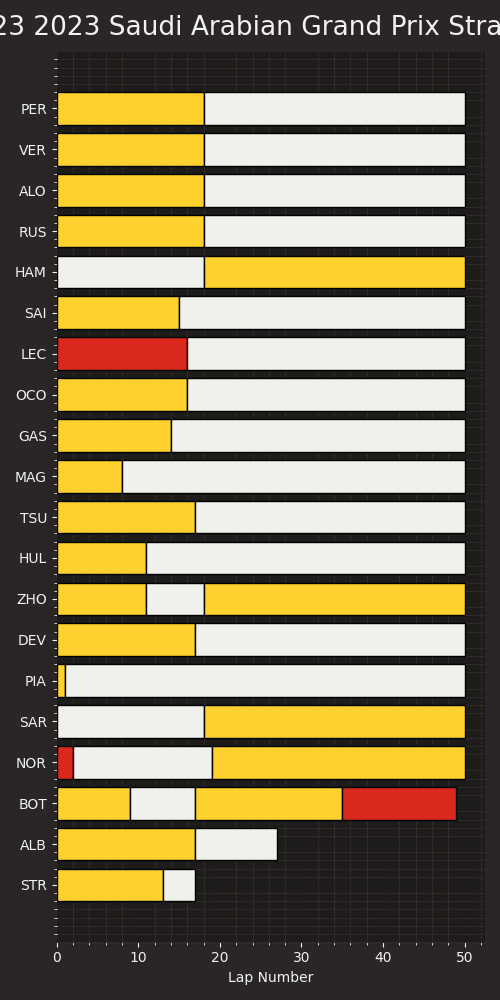 23 2023 Saudi Arabian Grand Prix Stra
PER
VER
ALO
RUS
HAM
SAI
LEC
OCO
GAS
MAG
TSU
HUL
ZHO
DEV
PIA
SAR
NOR
BOT
ALB
STR
0 10 20 30 40 50
Lap Number